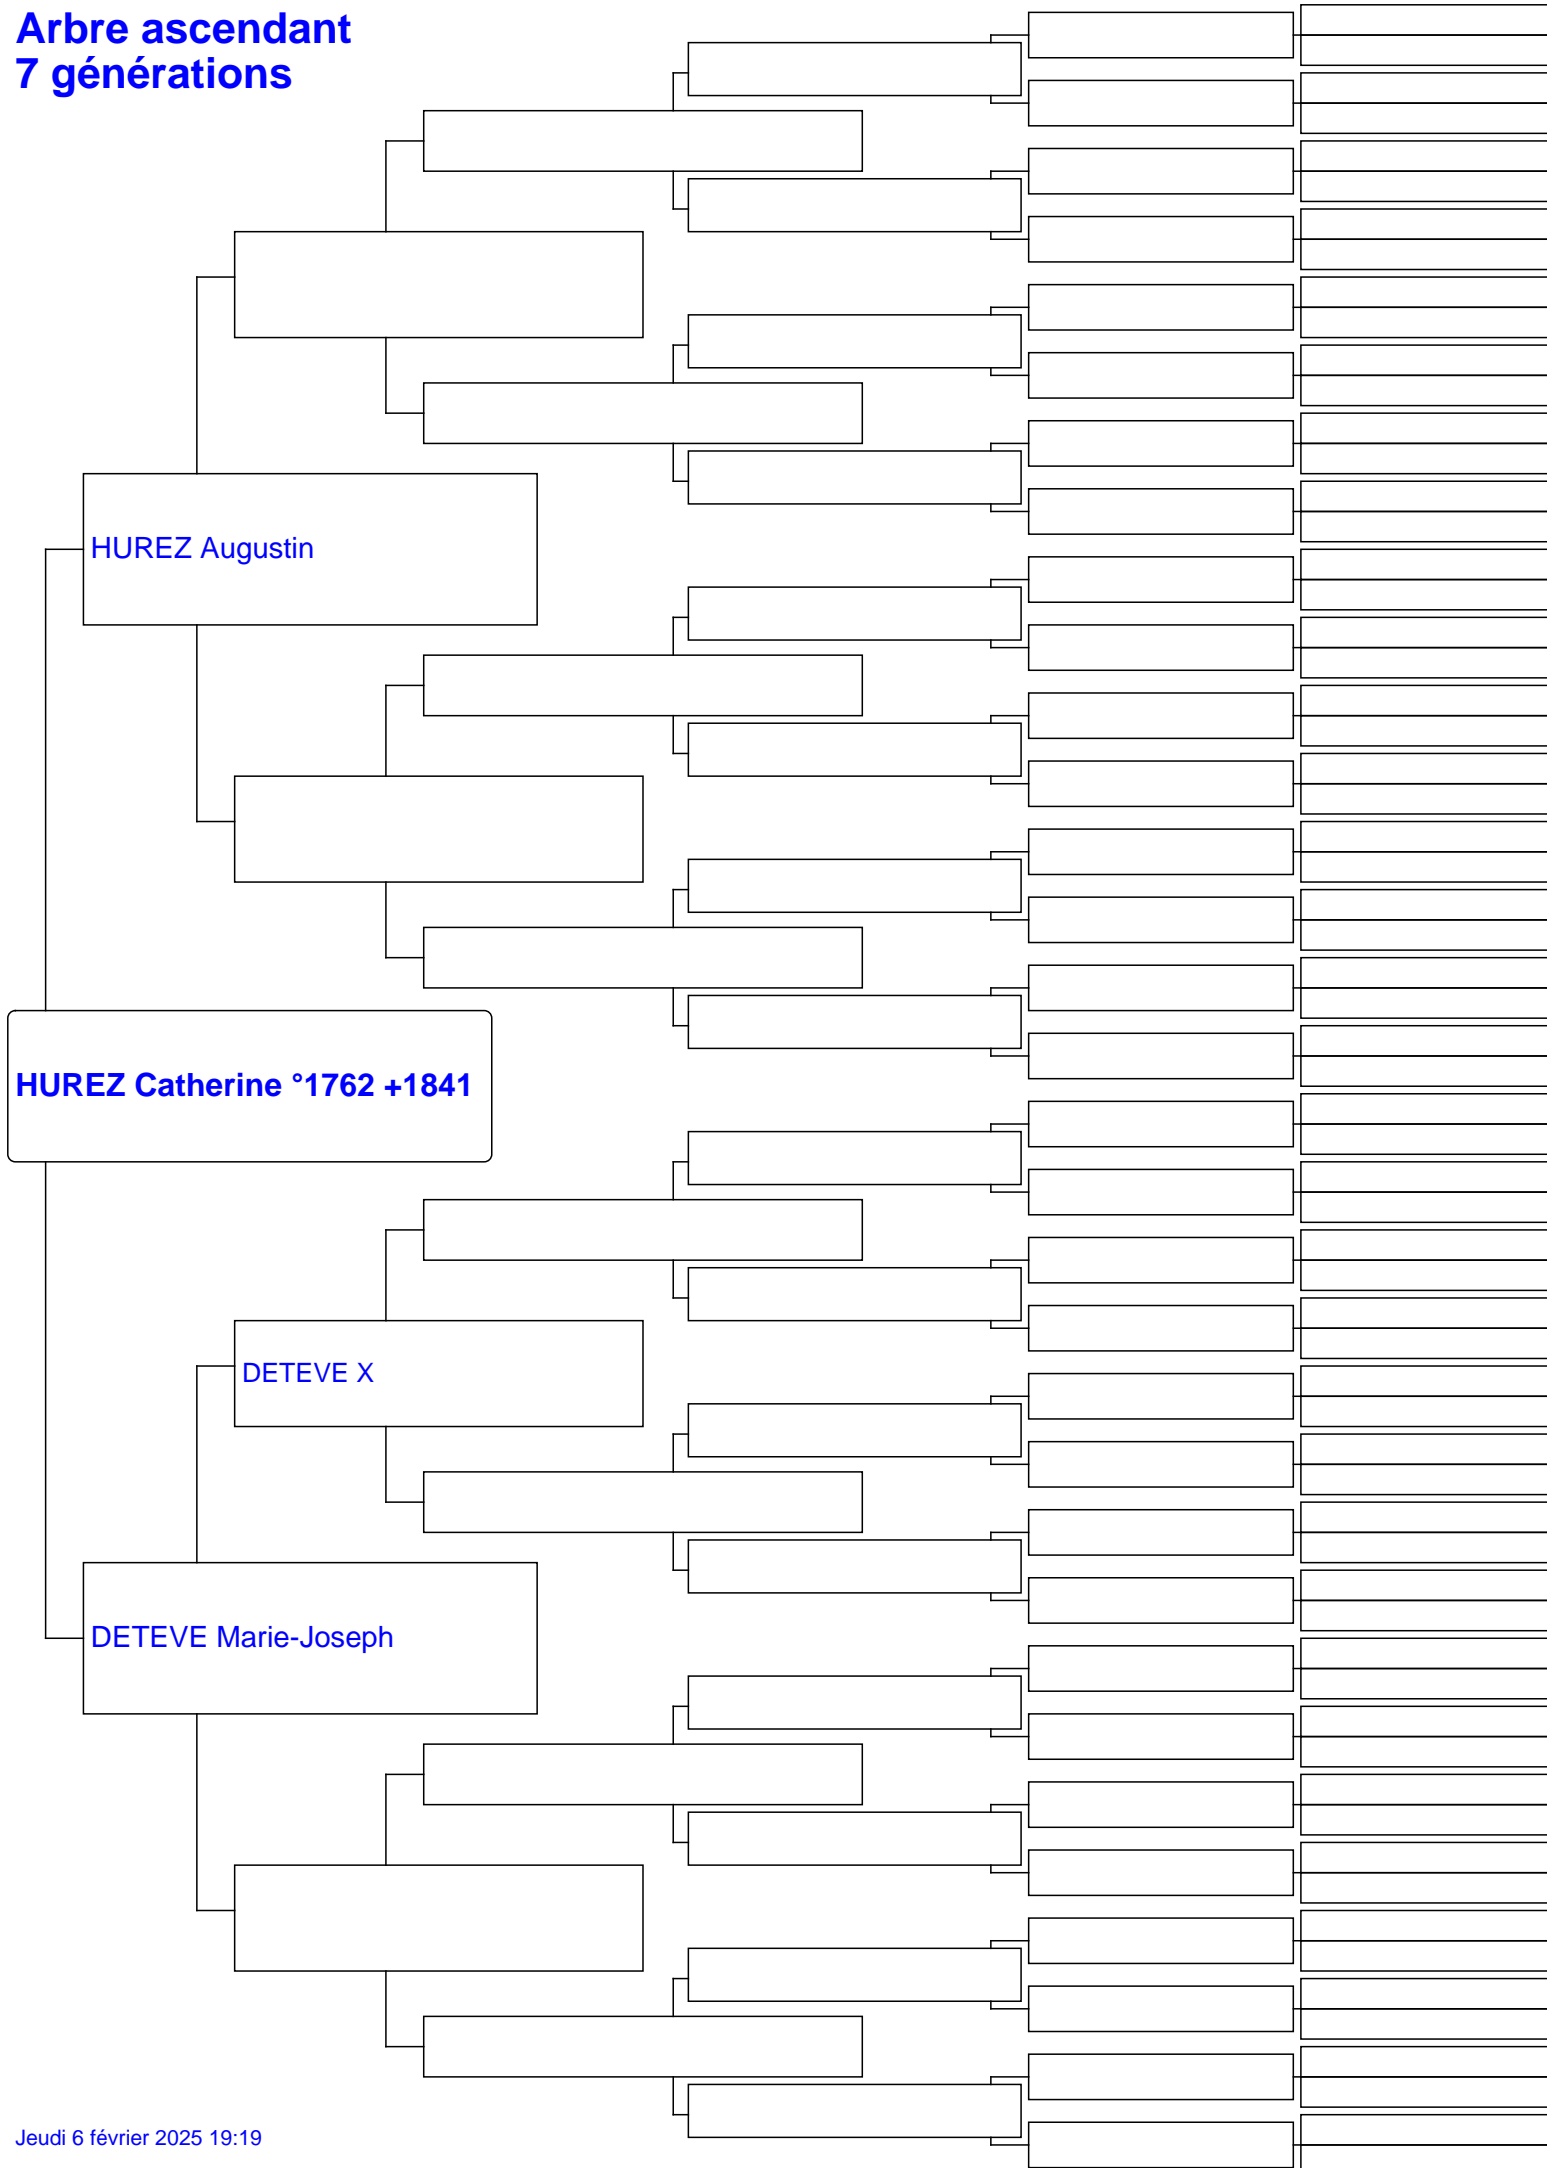 Arbre ascendant
7 générations
HUREZ Augustin
HUREZ Catherine °1762 +1841
DETEVE X
DETEVE Marie-Joseph
Jeudi 6 février 2025 19:19